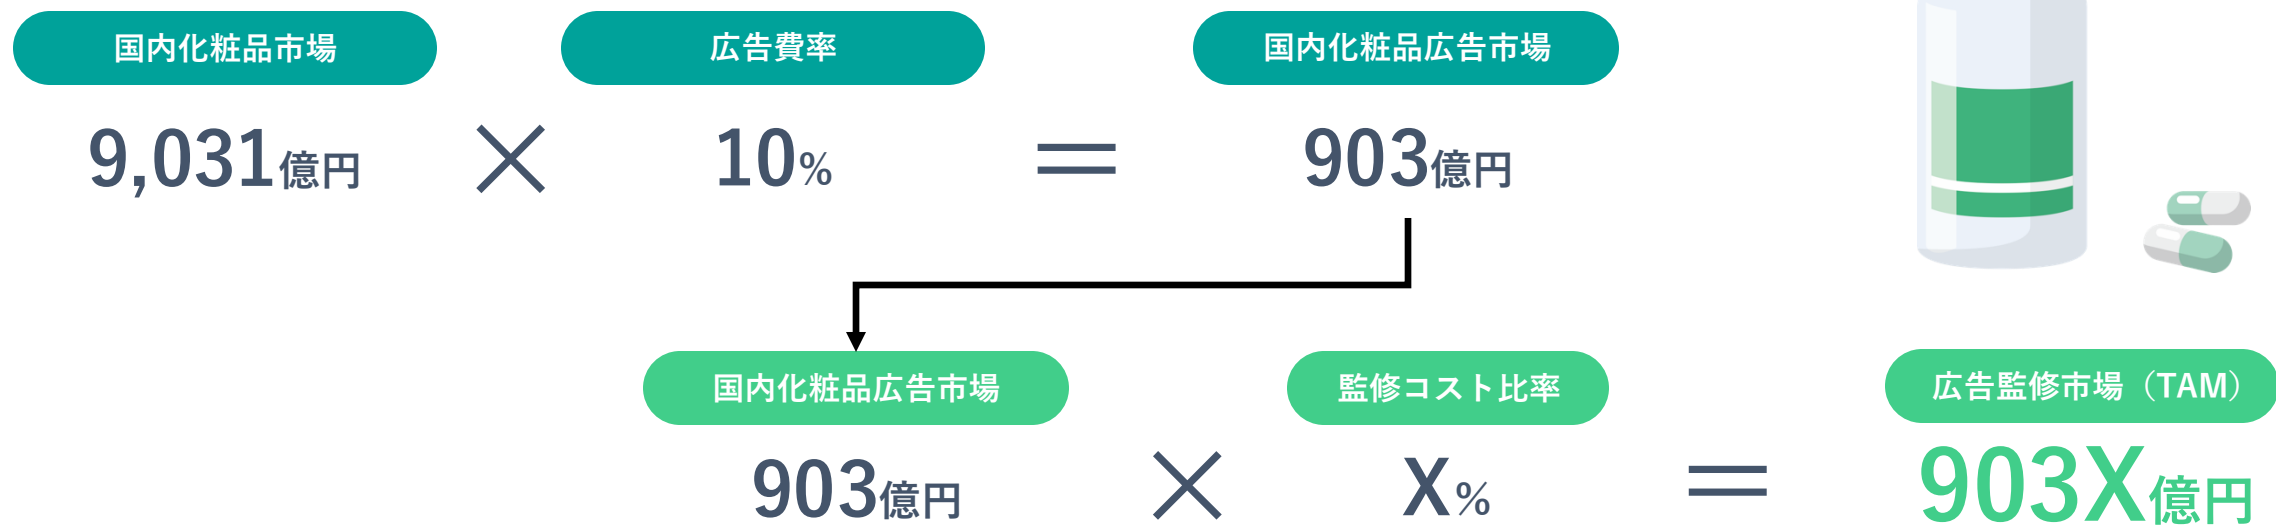 国内化粧品市場
広告費率
国内化粧品広告市場
9,031億円
×
10%
=
903億円
国内化粧品広告市場
監修コスト比率
広告監修市場（TAM）
903億円
×
X%
=
903X億円